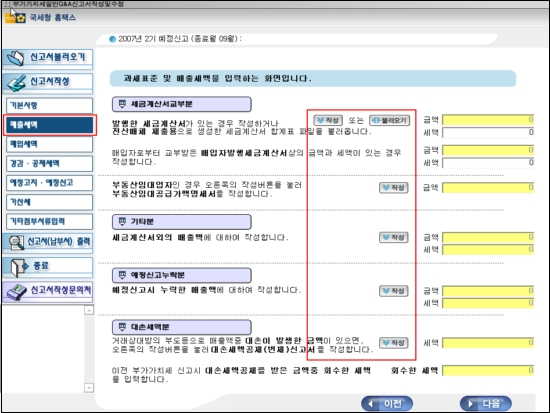 부가가치세일반Q&A신고서작성및수정
국세청 홈택스
2007년 2기 예정신고 (종료월 09월) :
신고서불러오기
신고서작성
기본사항
매출세액
매입세액
경감ㆍ공제세액
예정고지ㆍ예정신고
가산세
기타첨부서류입력
신고서(납부서) 출력
종료
신고서작성문의처
과세표준 및 매출세액을 입력하는 화면입니다.
세금계산서교부분
발행한 세금계산서가 있는 경우 작성하거나
전산매체 제출용으로 생성한 세금계산서 합계표 파일을 불러옵니다.
작성 또는 불러오기
금액 0
세액 0
매입자로부터 교부받은 매입자발행세금계산서상의 금액과 세액이 있는 경우
작성합니다.
금액 0
세액 0
부동산임대업자인 경우 오른쪽의 작성버튼을 눌러
부동산임대공급가액명세서를 작성합니다.
작성
금액 0
기타분
세금계산서외의 매출액에 대하여 작성합니다.
작성
금액 0
세액 0
예정신고누락분
예정신고시 누락한 매출액에 대하여 작성합니다.
작성
금액 0
세액 0
대손세액분
거래상대방의 부도등으로 매출액중 대손이 발생한 금액이 있으면,
오른쪽의 작성버튼을 눌러 대손세액공제(변제)신고서를 작성합니다.
작성
세액 0
이전 부가가치세 신고시 대손세액공제를 받은 금액중 회수한 세액
을 입력합니다.
회수한 세액 0
이전
다음